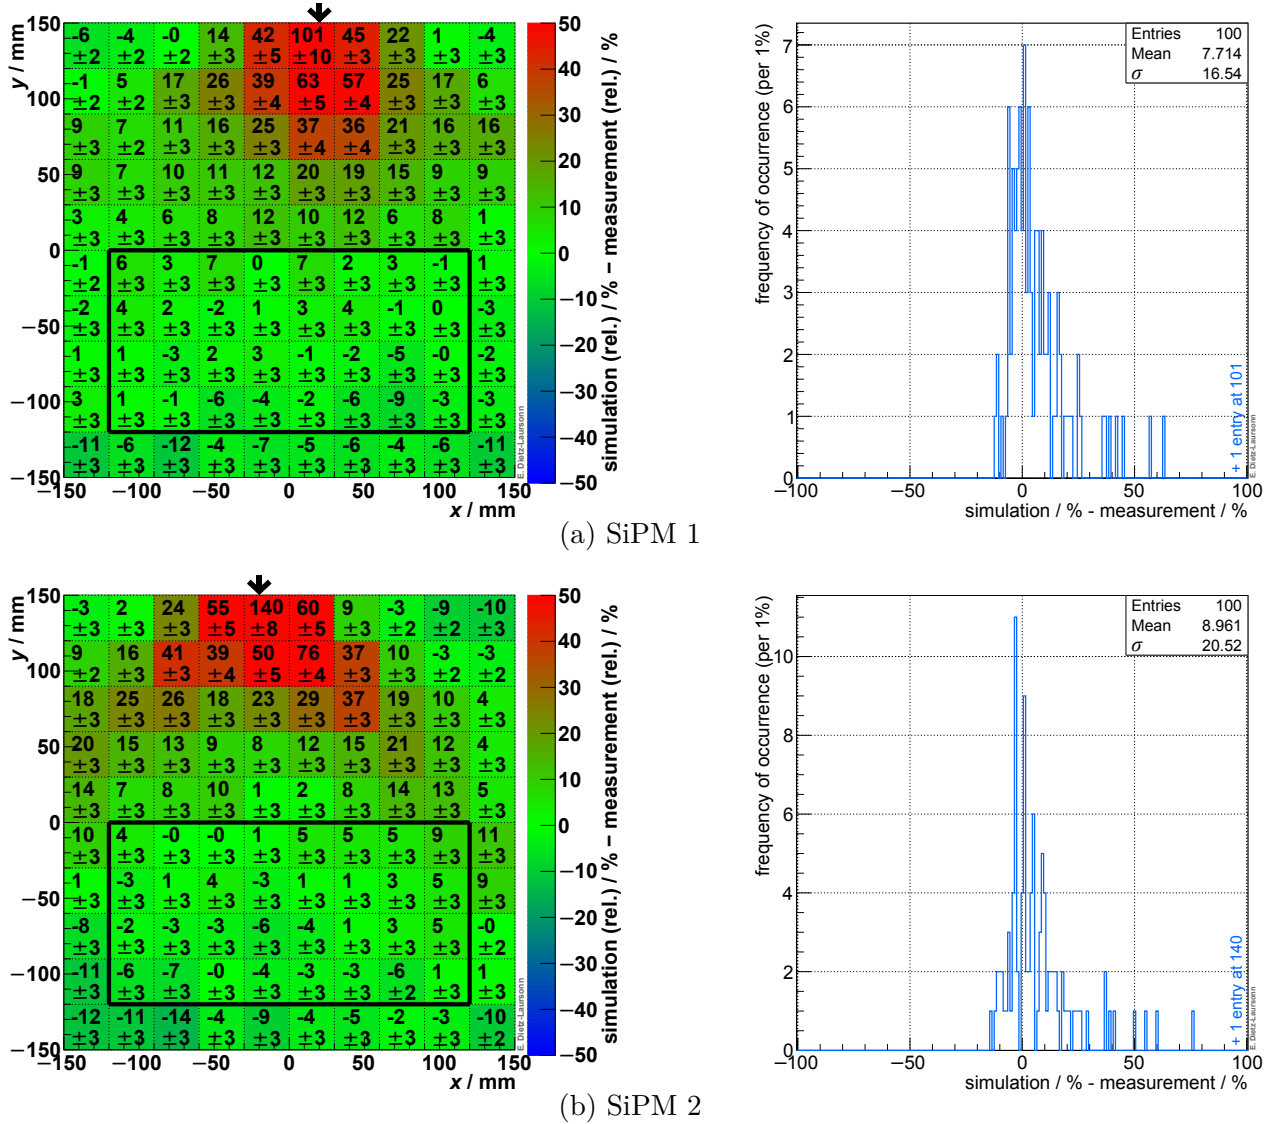 150
100
50
0
−50
−100
−150
y / mm
-6 -4 -0 14 42 101 45 22 1 -4
±2 ±2 ±2 ±3 ±5 ±10 ±3 ±3 ±3 ±3
-1 5 17 26 39 63 57 25 17 6
±2 ±2 ±3 ±3 ±4 ±5 ±4 ±3 ±3 ±3
9 7 11 16 25 37 36 21 16 16
±3 ±2 ±3 ±3 ±3 ±4 ±4 ±3 ±3 ±3
9 7 10 11 12 20 19 15 9 9
±3 ±3 ±3 ±3 ±3 ±3 ±3 ±3 ±3 ±3
3 4 6 8 12 10 12 6 8 1
±3 ±3 ±3 ±3 ±3 ±3 ±3 ±3 ±3 ±3
-1 6 3 7 0 7 2 3 -1 1
±2 ±3 ±3 ±3 ±3 ±3 ±3 ±3 ±3 ±3
-2 4 2 -2 1 3 4 -1 0 -3
±3 ±3 ±3 ±3 ±3 ±3 ±3 ±3 ±3 ±3
1 1 -3 2 3 -1 -2 -5 -0 -2
±3 ±3 ±3 ±3 ±3 ±3 ±3 ±3 ±3 ±3
3 1 -1 -6 -4 -2 -6 -9 -3 -3
±3 ±3 ±3 ±3 ±3 ±3 ±3 ±3 ±3 ±3
-11 -6 -12 -4 -7 -5 -6 -4 -6 -11
±3 ±3 ±3 ±3 ±3 ±3 ±3 ±3 ±3 ±3
−150 −100 −50 0 50 100 150
x / mm
E. Dietz-Laursonn
50
40
30
20
10
0
−10
−20
−30
−40
−50
simulation (rel.) / % − measurement (rel.) / %
frequency of occurrence (per 1%)
7
6
5
4
3
2
1
0
Entries 100
Mean 7.714
σ 16.54
+ 1 entry at 101
E. Dietz-Laursonn
−100 −50 0 50 100
simulation / % - measurement / %
(a) SiPM 1
150
100
50
0
−50
−100
−150
y / mm
-3 2 24 55 140 60 9 -3 -9 -10
±3 ±3 ±3 ±5 ±8 ±5 ±3 ±2 ±2 ±3
9 16 41 39 50 76 37 10 -3 -3
±2 ±3 ±3 ±4 ±5 ±4 ±3 ±3 ±2 ±2
18 25 26 18 23 29 37 19 10 4
±3 ±3 ±3 ±3 ±3 ±3 ±3 ±3 ±3 ±3
20 15 13 9 8 12 15 21 12 4
±3 ±3 ±3 ±3 ±3 ±3 ±3 ±3 ±3 ±3
14 7 8 10 1 2 8 14 13 5
±3 ±3 ±3 ±3 ±3 ±3 ±3 ±3 ±3 ±3
10 4 -0 -0 1 5 5 5 9 11
±3 ±3 ±3 ±3 ±3 ±3 ±3 ±3 ±3 ±3
1 -3 1 4 -3 1 1 3 5 9
±3 ±3 ±3 ±3 ±3 ±3 ±3 ±3 ±3 ±3
-8 -2 -3 -3 -6 -4 1 3 5 -0
±3 ±3 ±3 ±3 ±3 ±3 ±3 ±3 ±3 ±2
-11 -6 -7 -0 -4 -3 -3 -6 1 1
±3 ±3 ±3 ±3 ±3 ±3 ±3 ±2 ±3 ±3
-12 -11 -14 -4 -9 -4 -5 -2 -3 -10
±3 ±3 ±3 ±3 ±3 ±3 ±3 ±3 ±3 ±2
−150 −100 −50 0 50 100 150
x / mm
E. Dietz-Laursonn
50
40
30
20
10
0
−10
−20
−30
−40
−50
simulation (rel.) / % − measurement (rel.) / %
frequency of occurrence (per 1%)
10
8
6
4
2
0
Entries 100
Mean 8.961
σ 20.52
+ 1 entry at 140
E. Dietz-Laursonn
−100 −50 0 50 100
simulation / % - measurement / %
(b) SiPM 2